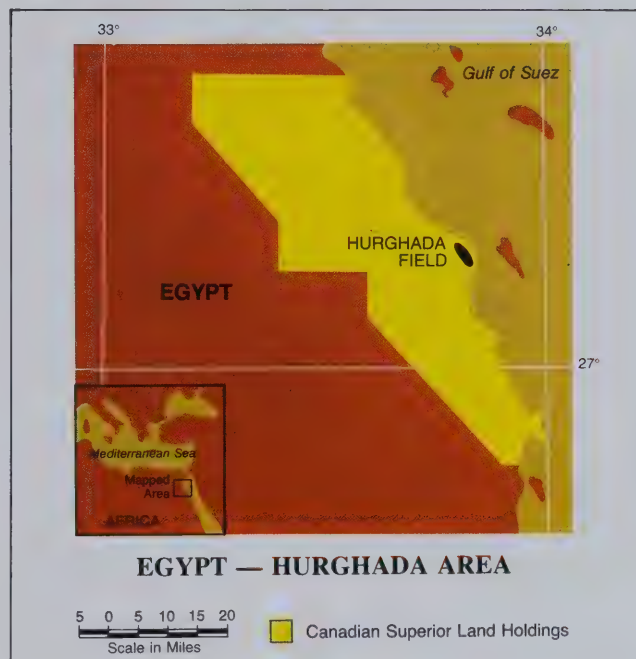 33°
34°
Gulf of Suez
HURGHADA
FIELD
EGYPT
27°
Mediterranean Sea
Mapped
Area
AFRICA
EGYPT — HURGHADA AREA
5 0 5 10 15 20
Scale in Miles
Canadian Superior Land Holdings